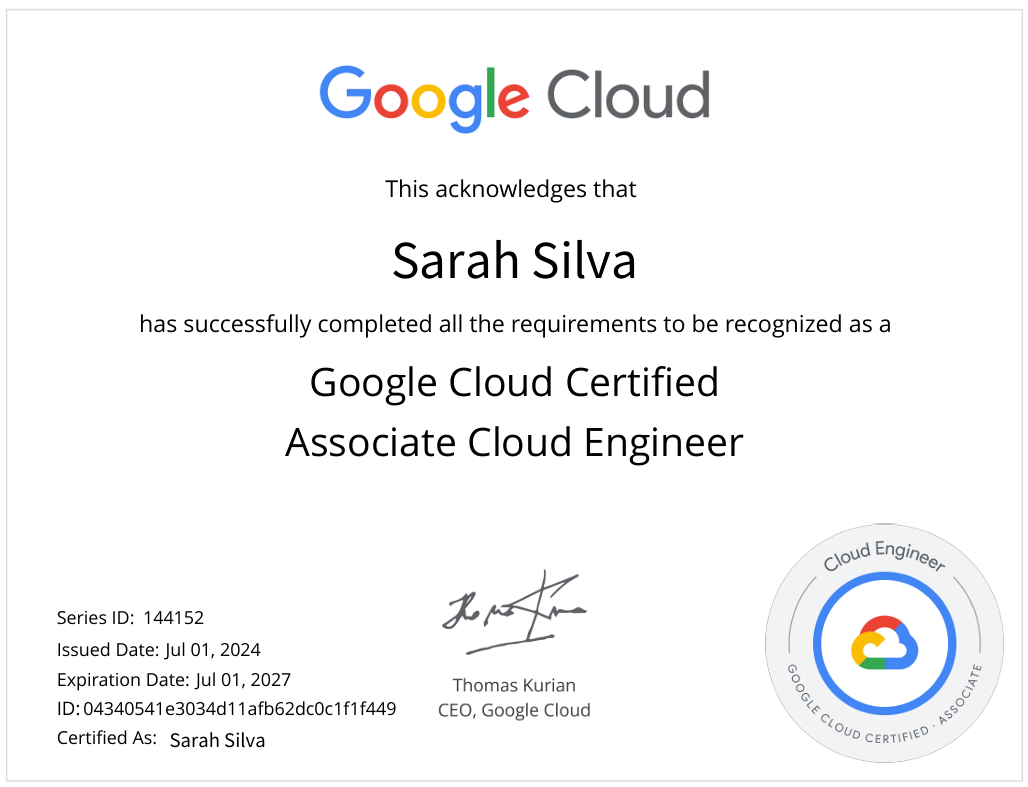 Google Cloud
This acknowledges that
Sarah Silva
has successfully completed all the requirements to be recognized as a
Google Cloud Certified
Associate Cloud Engineer
Series ID: 144152
Issued Date: Jul 01, 2024
Expiration Date: Jul 01, 2027
ID: 04340541e3034d11afb62dc0c1f1f449
Certified As: Sarah Silva
Thomas Kurian
CEO, Google Cloud
Cloud Engineer
GOOGLE CLOUD CERTIFIED · ASSOCIATE